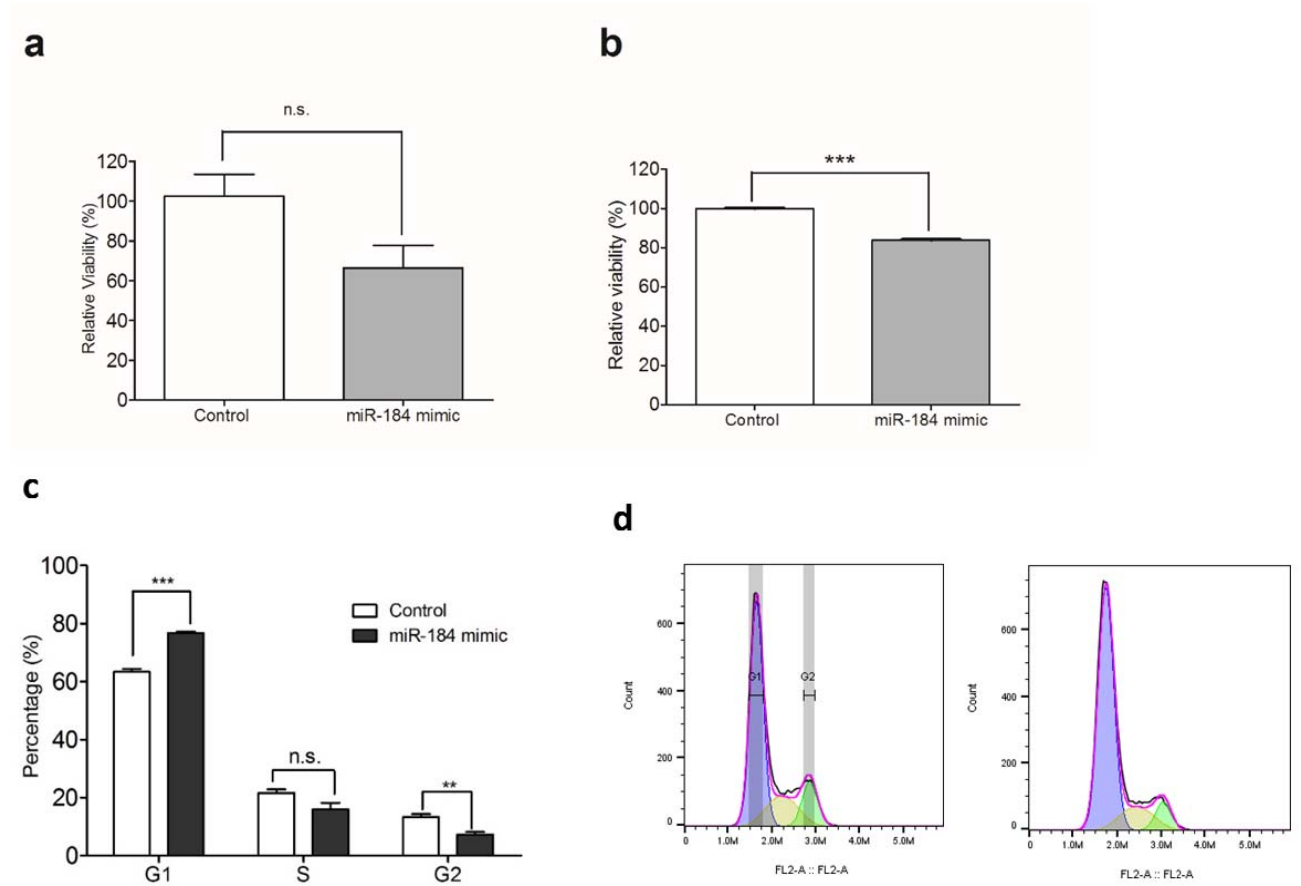 a
n.s.
120
100
80
60
40
20
0
Relative Viability (%)
Control
miR-184 mimic
b
***
120
100
80
60
40
20
0
Relative viability (%)
Control
miR-184 mimic
c
100
80
60
40
20
0
Percentage (%)
***
n.s.
**
Control
miR-184 mimic
G1
S
G2
d
600
400
200
0
Count
G1
G2
0
1.0M
2.0M
3.0M
4.0M
5.0M
FL2-A :: FL2-A
600
400
200
0
Count
0
1.0M
2.0M
3.0M
4.0M
5.0M
FL2-A :: FL2-A